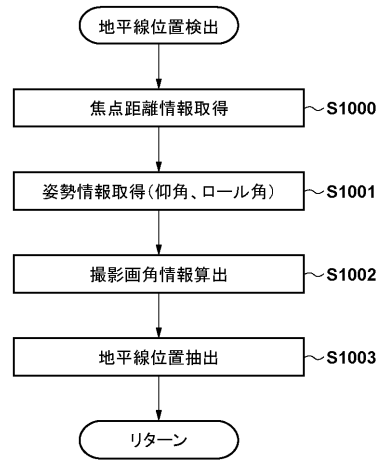 地平線位置検出
焦点距離情報取得 S1000
姿勢情報取得(仰角、ロール角) S1001
撮影画角情報算出 S1002
地平線位置抽出 S1003
リターン